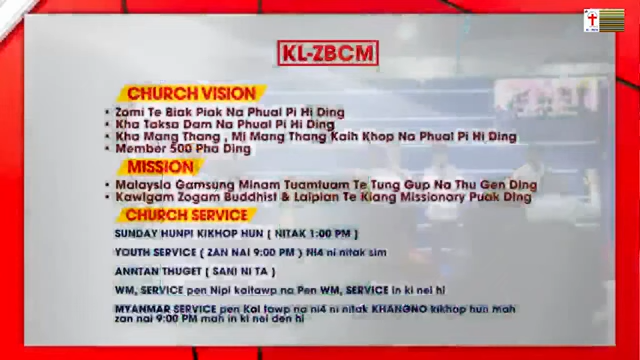 KL-ZBCM
CHURCH VISION
• Zomi Te Biak Piak Na Phual Pi Hi Ding
• Kha Taksa Dam Na Phual Pi Hi Ding
• Kha Mang Thang , Mi Mang Thang Kaih Khop Na Phual Pi Hi Ding
• Member 500 Pha Ding
MISSION
• Malaysia Gamsung Minam Tuamtuam Te Tung Gup Na Thu Gen Ding
• Kawlgam Zogam Buddhist & Laipian Te Kiang Missionary Puak Ding
CHURCH SERVICE
SUNDAY HUNPI KIKHOP HUN ( NITAK 1:00 PM )
YOUTH SERVICE ( ZAN NAI 9:00 PM ) Ni4 ni nitak sim
ANNTAN THUGET ( SANI NI TA )
WM, SERVICE pen Nipi kaltawp na Pen WM, SERVICE in ki nei hi
MYANMAR SERVICE pen Kal tawp na ni4 ni nitak KHANGNO kikhop hun mah
zan nai 9:00 PM mah in ki nei den hi